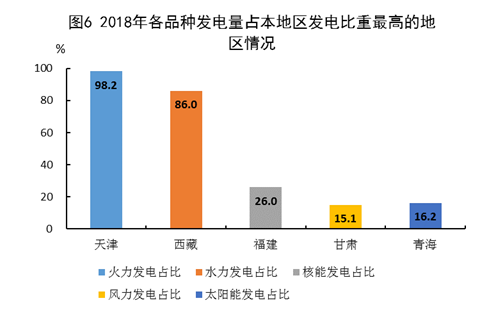 图6 2018年各品种发电量占本地区发电比重最高的地
区情况
%
100
80
60
40
20
0
98.2
86.0
26.0
15.1
16.2
天津 西藏 福建 甘肃 青海
火力发电占比 水力发电占比 核能发电占比
风力发电占比 太阳能发电占比